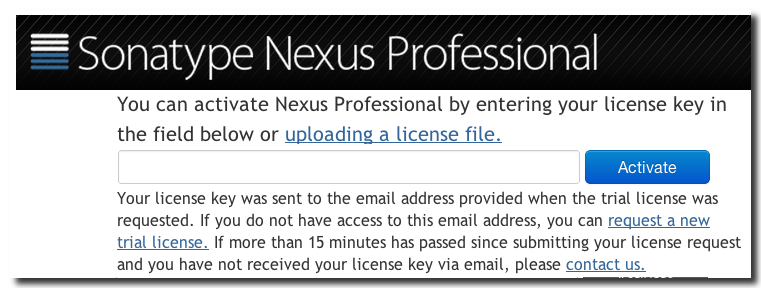 Sonatype Nexus Professional
You can activate Nexus Professional by entering your license key in
the field below or uploading a license file.
Activate
Your license key was sent to the email address provided when the trial license was
requested. If you do not have access to this email address, you can request a new
trial license. If more than 15 minutes has passed since submitting your license request
and you have not received your license key via email, please contact us.